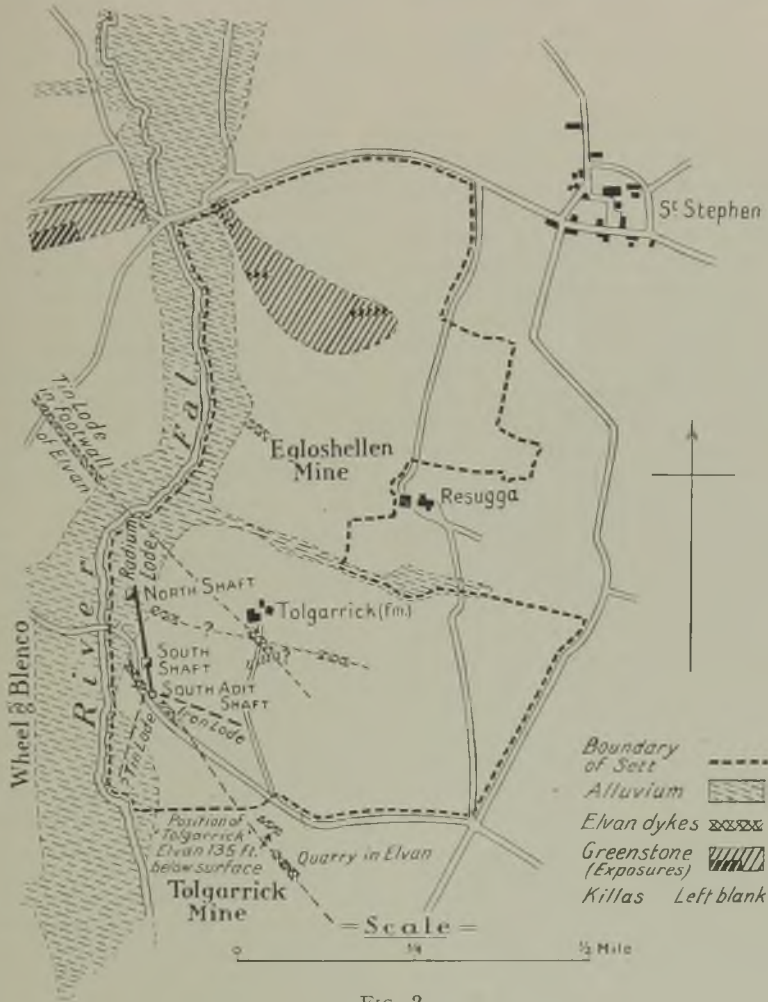 St Stephen
Tin Lode
in Footwall
of Elvan
River Fal
Egloshellen
Mine
Resugga
Radium
Lode
NORTH SHAFT
?
Tolgarrick (Fm.)
?
SOUTH
SHAFT
SOUTH ADIT
SHAFT
Iron Lode
Tin Lode
Wheal Blenco
Position of
'Tolgarrick'
Elvan 135 ft.
below surface
Quarry in Elvan
Tolgarrick
Mine
Boundary
of Sett
Alluvium
Elvan dykes
Greenstone
(Exposures)
Killas Left blank
= Scale =
0 1/4 1/2 Mile
FIG. 2